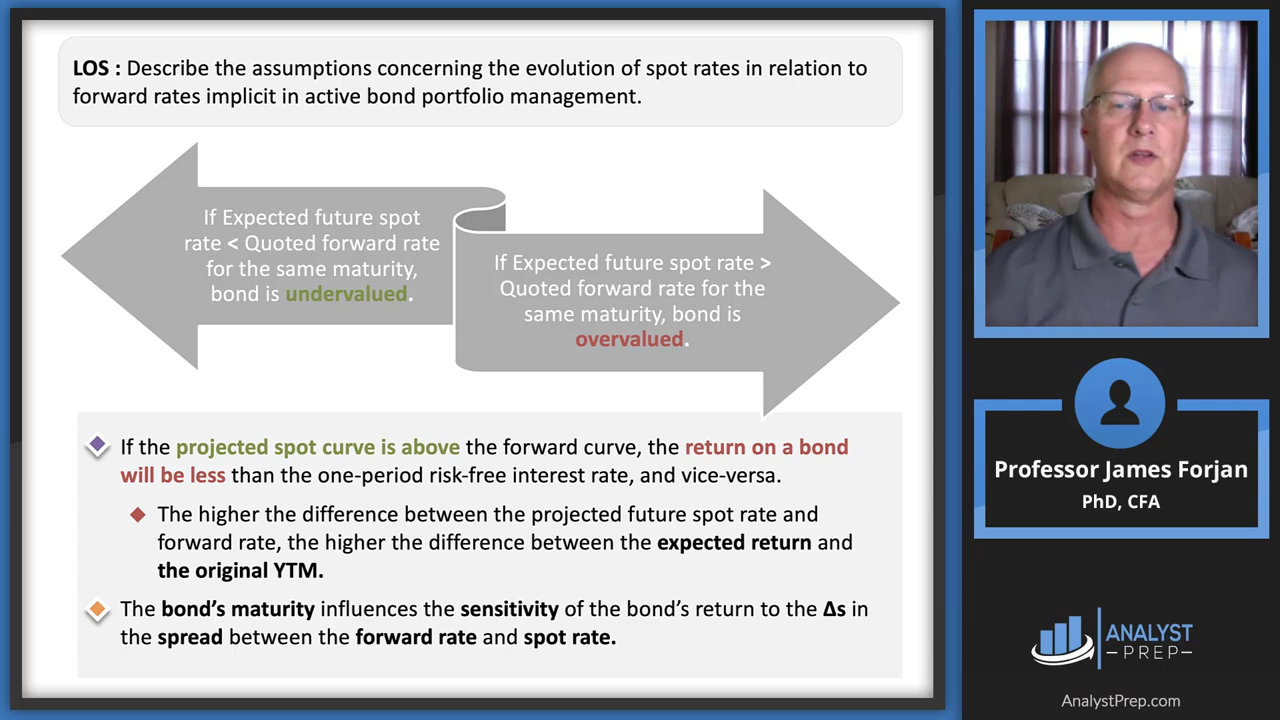 LOS : Describe the assumptions concerning the evolution of spot rates in relation to
forward rates implicit in active bond portfolio management.
If Expected future spot
rate < Quoted forward rate
for the same maturity,
bond is undervalued.
If Expected future spot rate >
Quoted forward rate for the
same maturity, bond is
overvalued.
If the projected spot curve is above the forward curve, the return on a bond
will be less than the one-period risk-free interest rate, and vice-versa.
The higher the difference between the projected future spot rate and
forward rate, the higher the difference between the expected return and
the original YTM.
The bond's maturity influences the sensitivity of the bond's return to the Δs in
the spread between the forward rate and spot rate.
Professor James Forjan
PhD, CFA
ANALYST
PREP
AnalystPrep.com